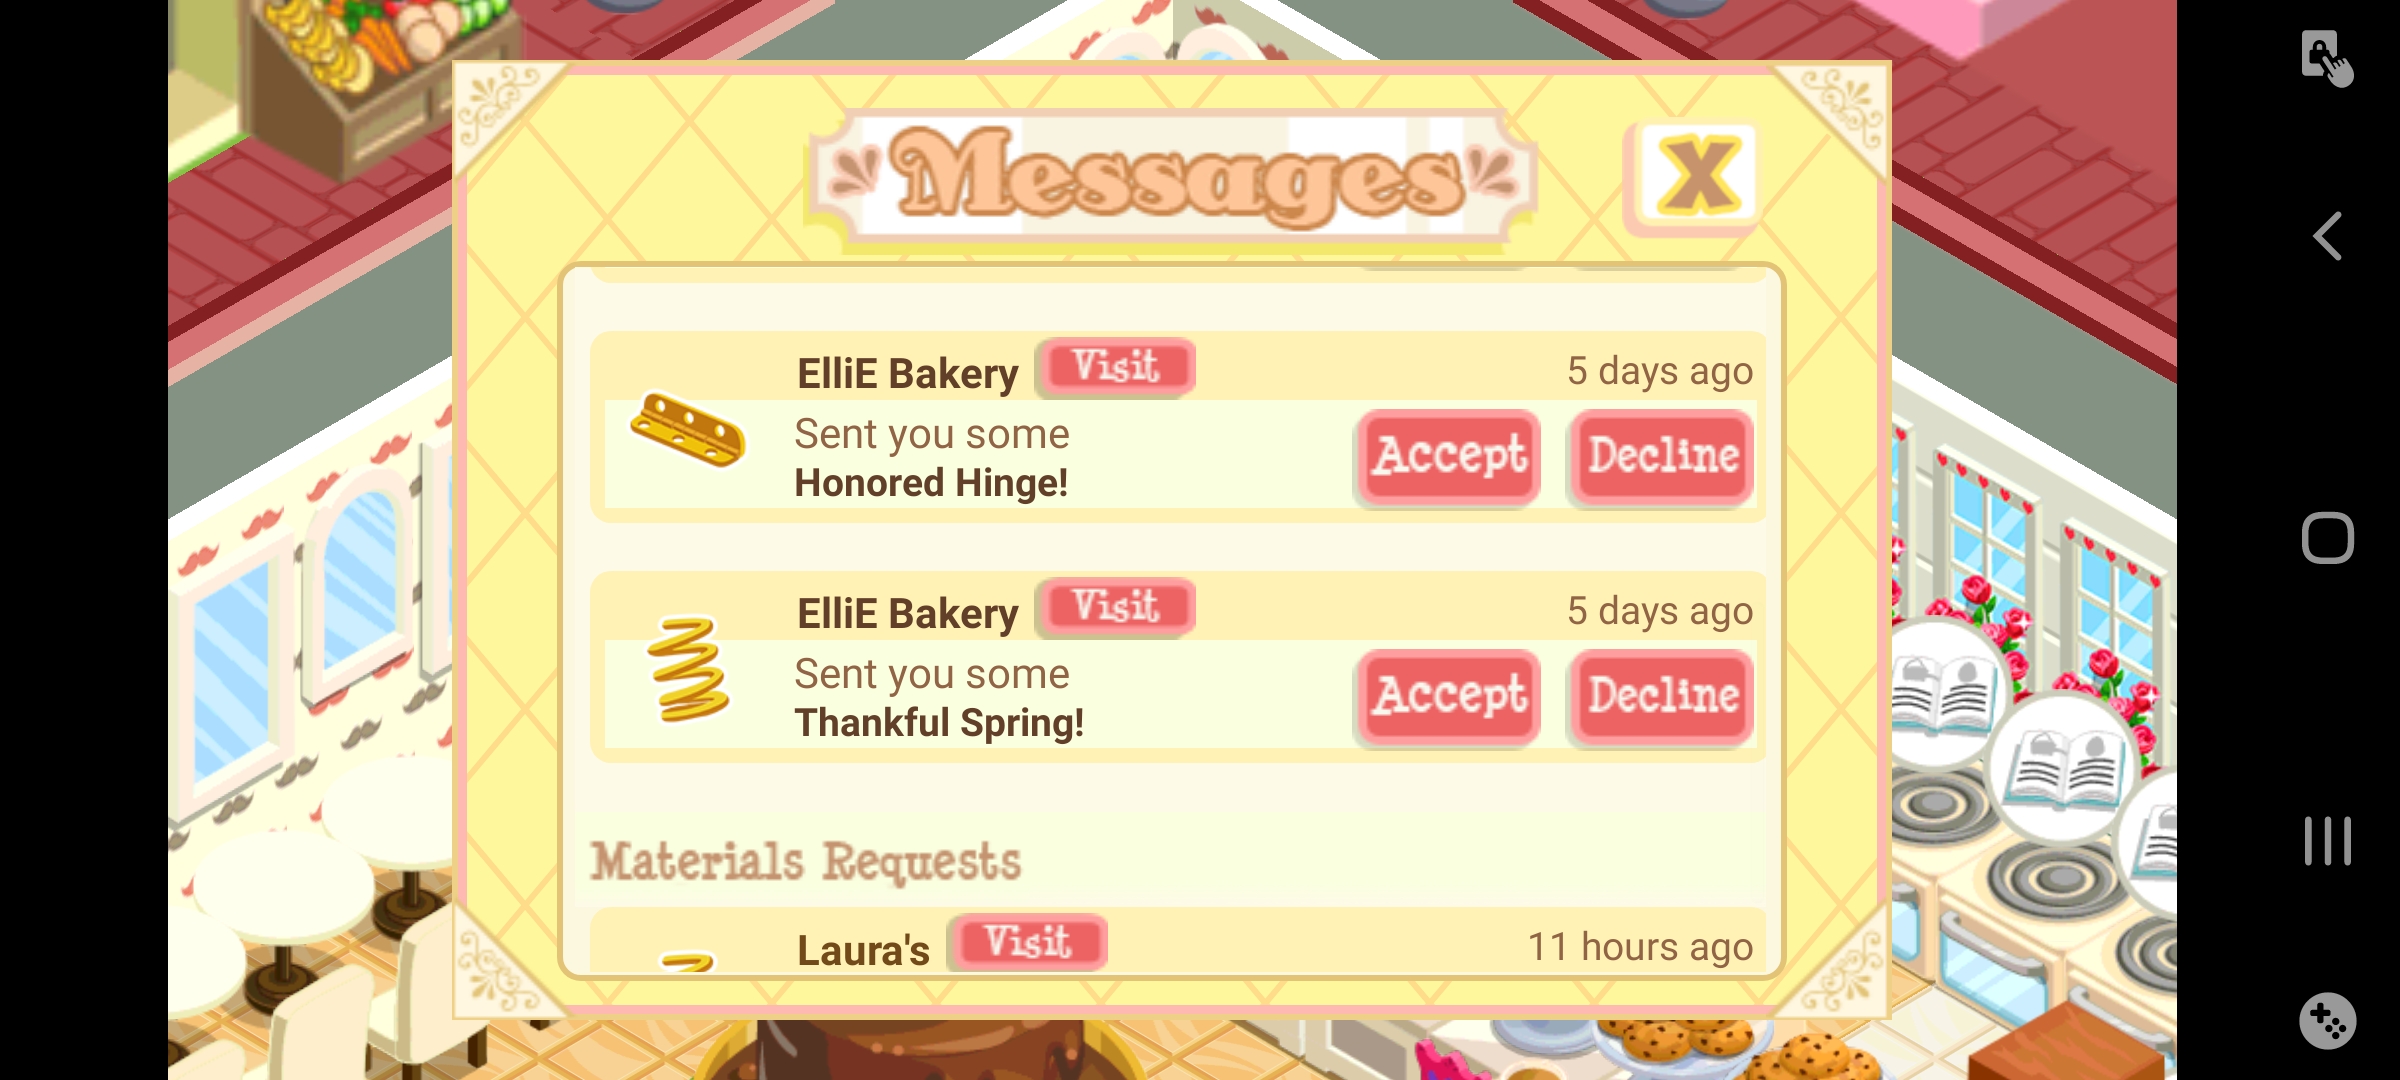 Messages
X
ElliE Bakery Visit 5 days ago
Sent you some
Honored Hinge!
Accept Decline
ElliE Bakery Visit 5 days ago
Sent you some
Thankful Spring!
Accept Decline
Materials Requests
Laura's Visit 11 hours ago